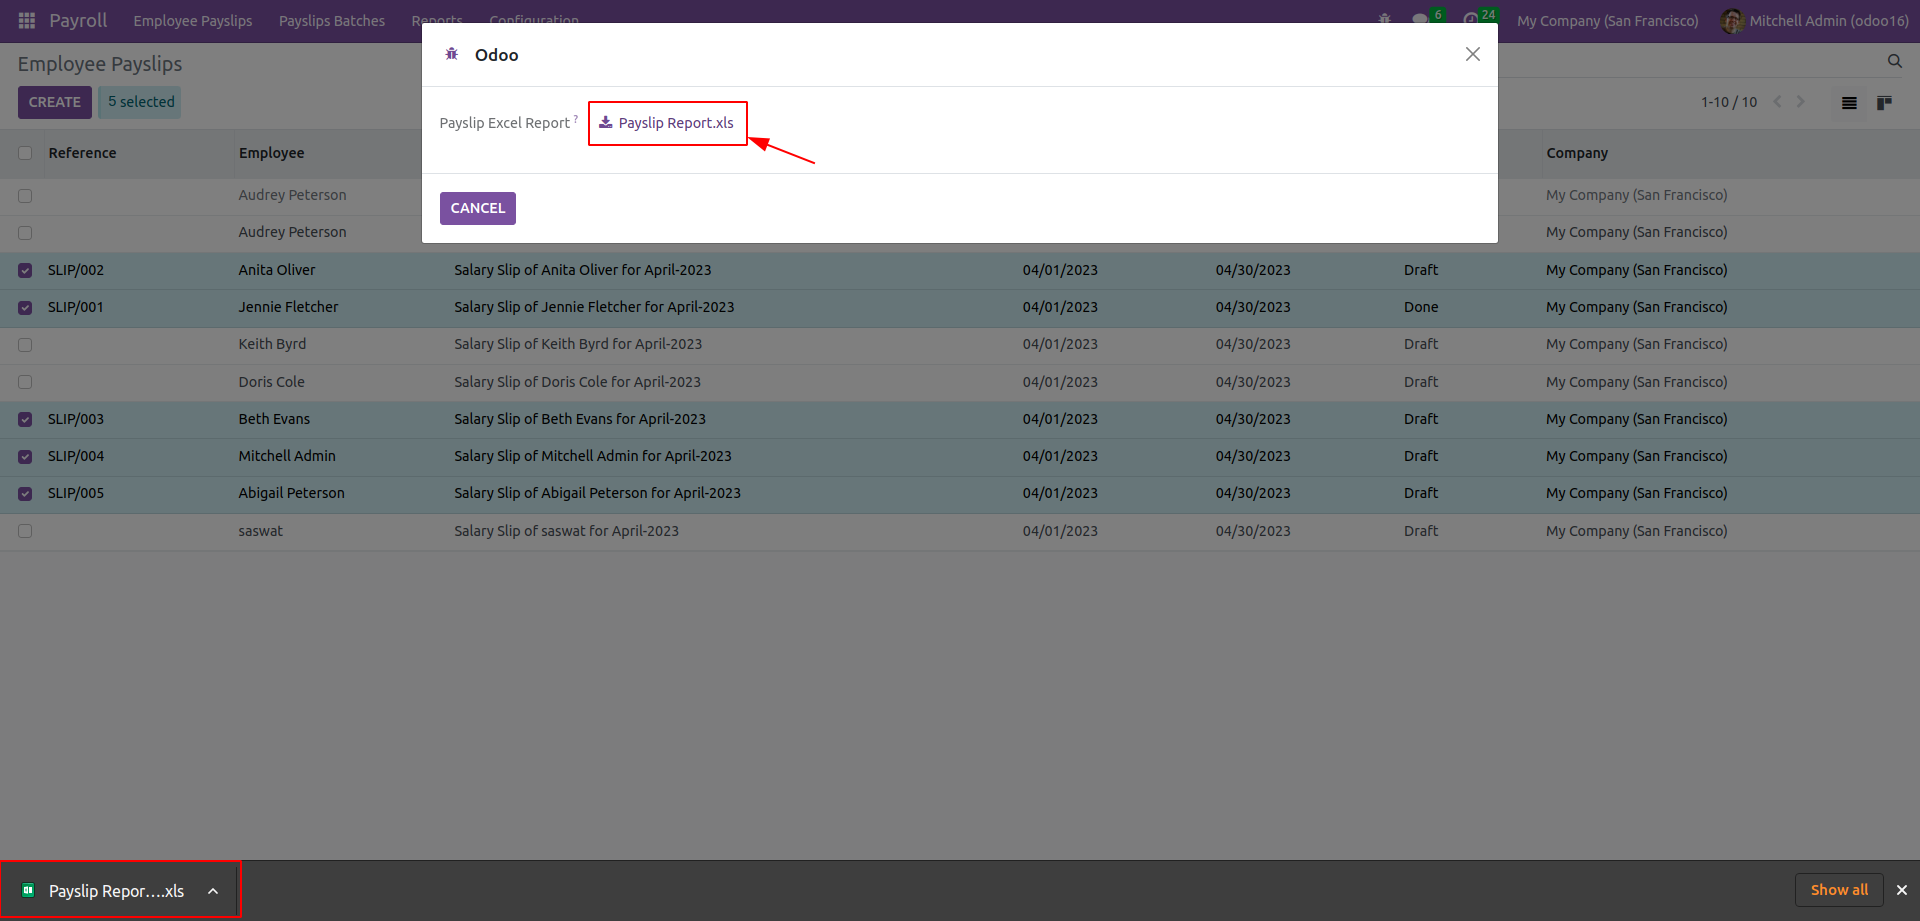 Payroll Employee Payslips Payslips Batches Reports Configuration 6 24 My Company (San Francisco) Mitchell Admin (odoo16)
Odoo
Employee Payslips
CREATE 5 selected 1-10 / 10
Payslip Excel Report ? Payslip Report.xls
CANCEL
Reference Employee Company
Audrey Peterson My Company (San Francisco)
Audrey Peterson My Company (San Francisco)
SLIP/002 Anita Oliver Salary Slip of Anita Oliver for April-2023 04/01/2023 04/30/2023 Draft My Company (San Francisco)
SLIP/001 Jennie Fletcher Salary Slip of Jennie Fletcher for April-2023 04/01/2023 04/30/2023 Done My Company (San Francisco)
Keith Byrd Salary Slip of Keith Byrd for April-2023 04/01/2023 04/30/2023 Draft My Company (San Francisco)
Doris Cole Salary Slip of Doris Cole for April-2023 04/01/2023 04/30/2023 Draft My Company (San Francisco)
SLIP/003 Beth Evans Salary Slip of Beth Evans for April-2023 04/01/2023 04/30/2023 Draft My Company (San Francisco)
SLIP/004 Mitchell Admin Salary Slip of Mitchell Admin for April-2023 04/01/2023 04/30/2023 Draft My Company (San Francisco)
SLIP/005 Abigail Peterson Salary Slip of Abigail Peterson for April-2023 04/01/2023 04/30/2023 Draft My Company (San Francisco)
saswat Salary Slip of saswat for April-2023 04/01/2023 04/30/2023 Draft My Company (San Francisco)
Payslip Repor....xls Show all